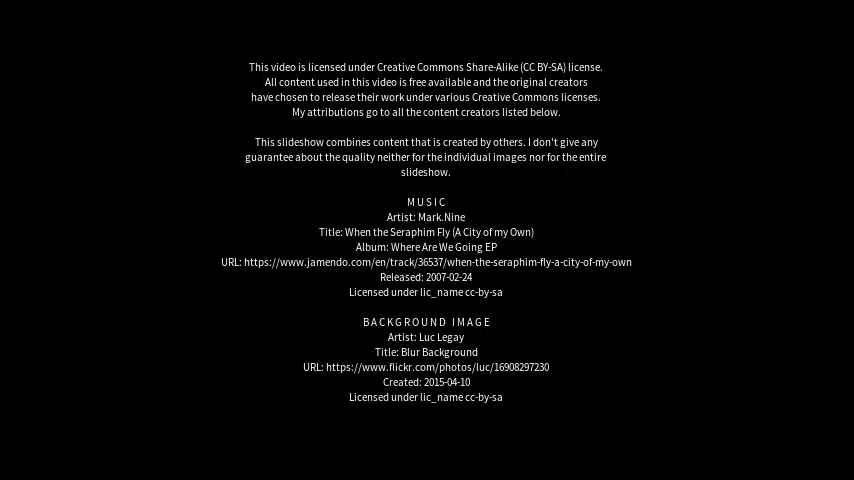 This video is licensed under Creative Commons Share-Alike (CC BY-SA) license.
All content used in this video is free available and the original creators
have chosen to release their work under various Creative Commons licenses.
My attributions go to all the content creators listed below.
This slideshow combines content that is created by others. I don't give any
guarantee about the quality neither for the individual images nor for the entire
slideshow.
MUSIC
Artist: Mark.Nine
Title: When the Seraphim Fly (A City of my Own)
Album: Where Are We Going EP
URL: https://www.jamendo.com/en/track/36537/when-the-seraphim-fly-a-city-of-my-own
Released: 2007-02-24
Licensed under lic_name cc-by-sa
BACKGROUND IMAGE
Artist: Luc Legay
Title: Blur Background
URL: https://www.flickr.com/photos/luc/16908297230
Created: 2015-04-10
Licensed under lic_name cc-by-sa